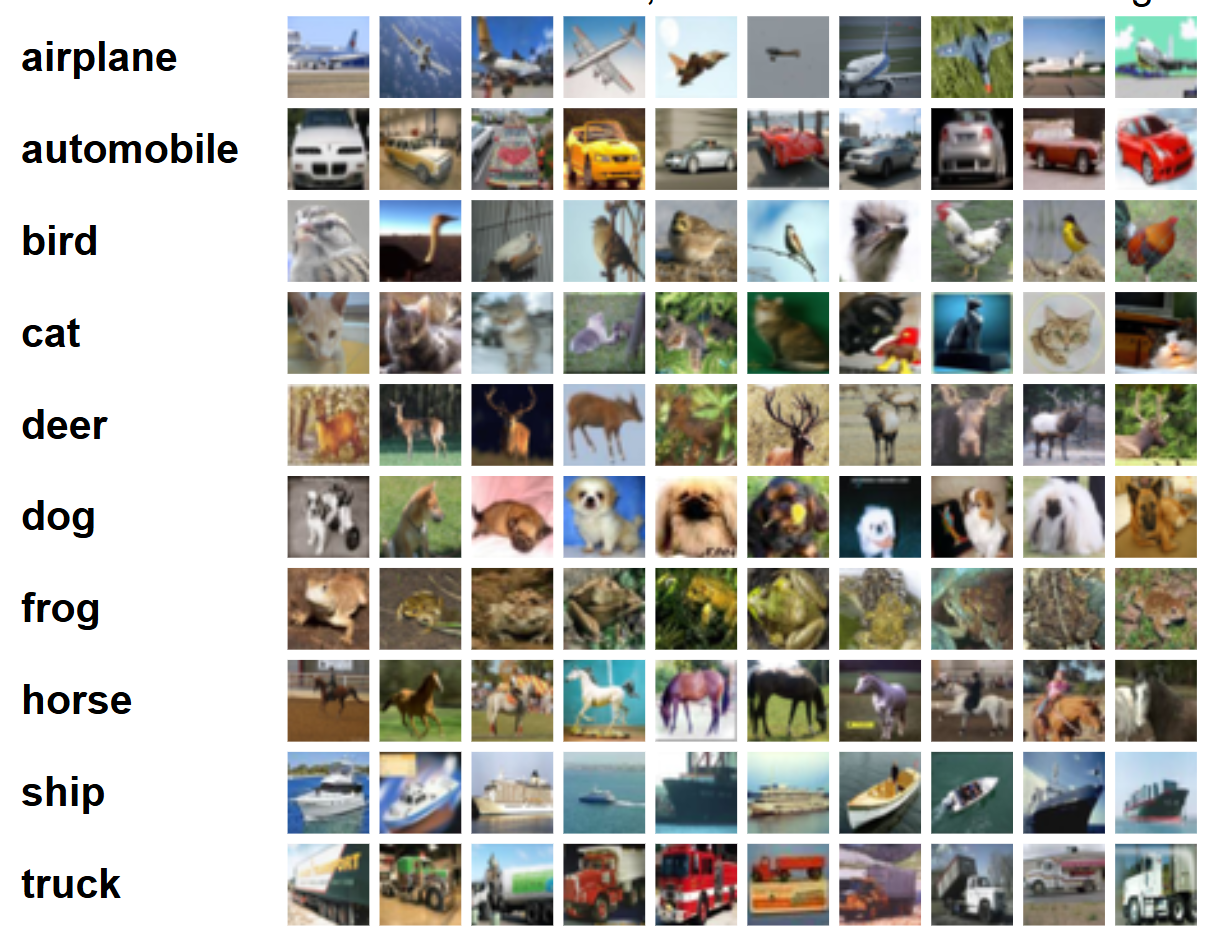 airplane
automobile
bird
cat
deer
dog
frog
horse
ship
truck